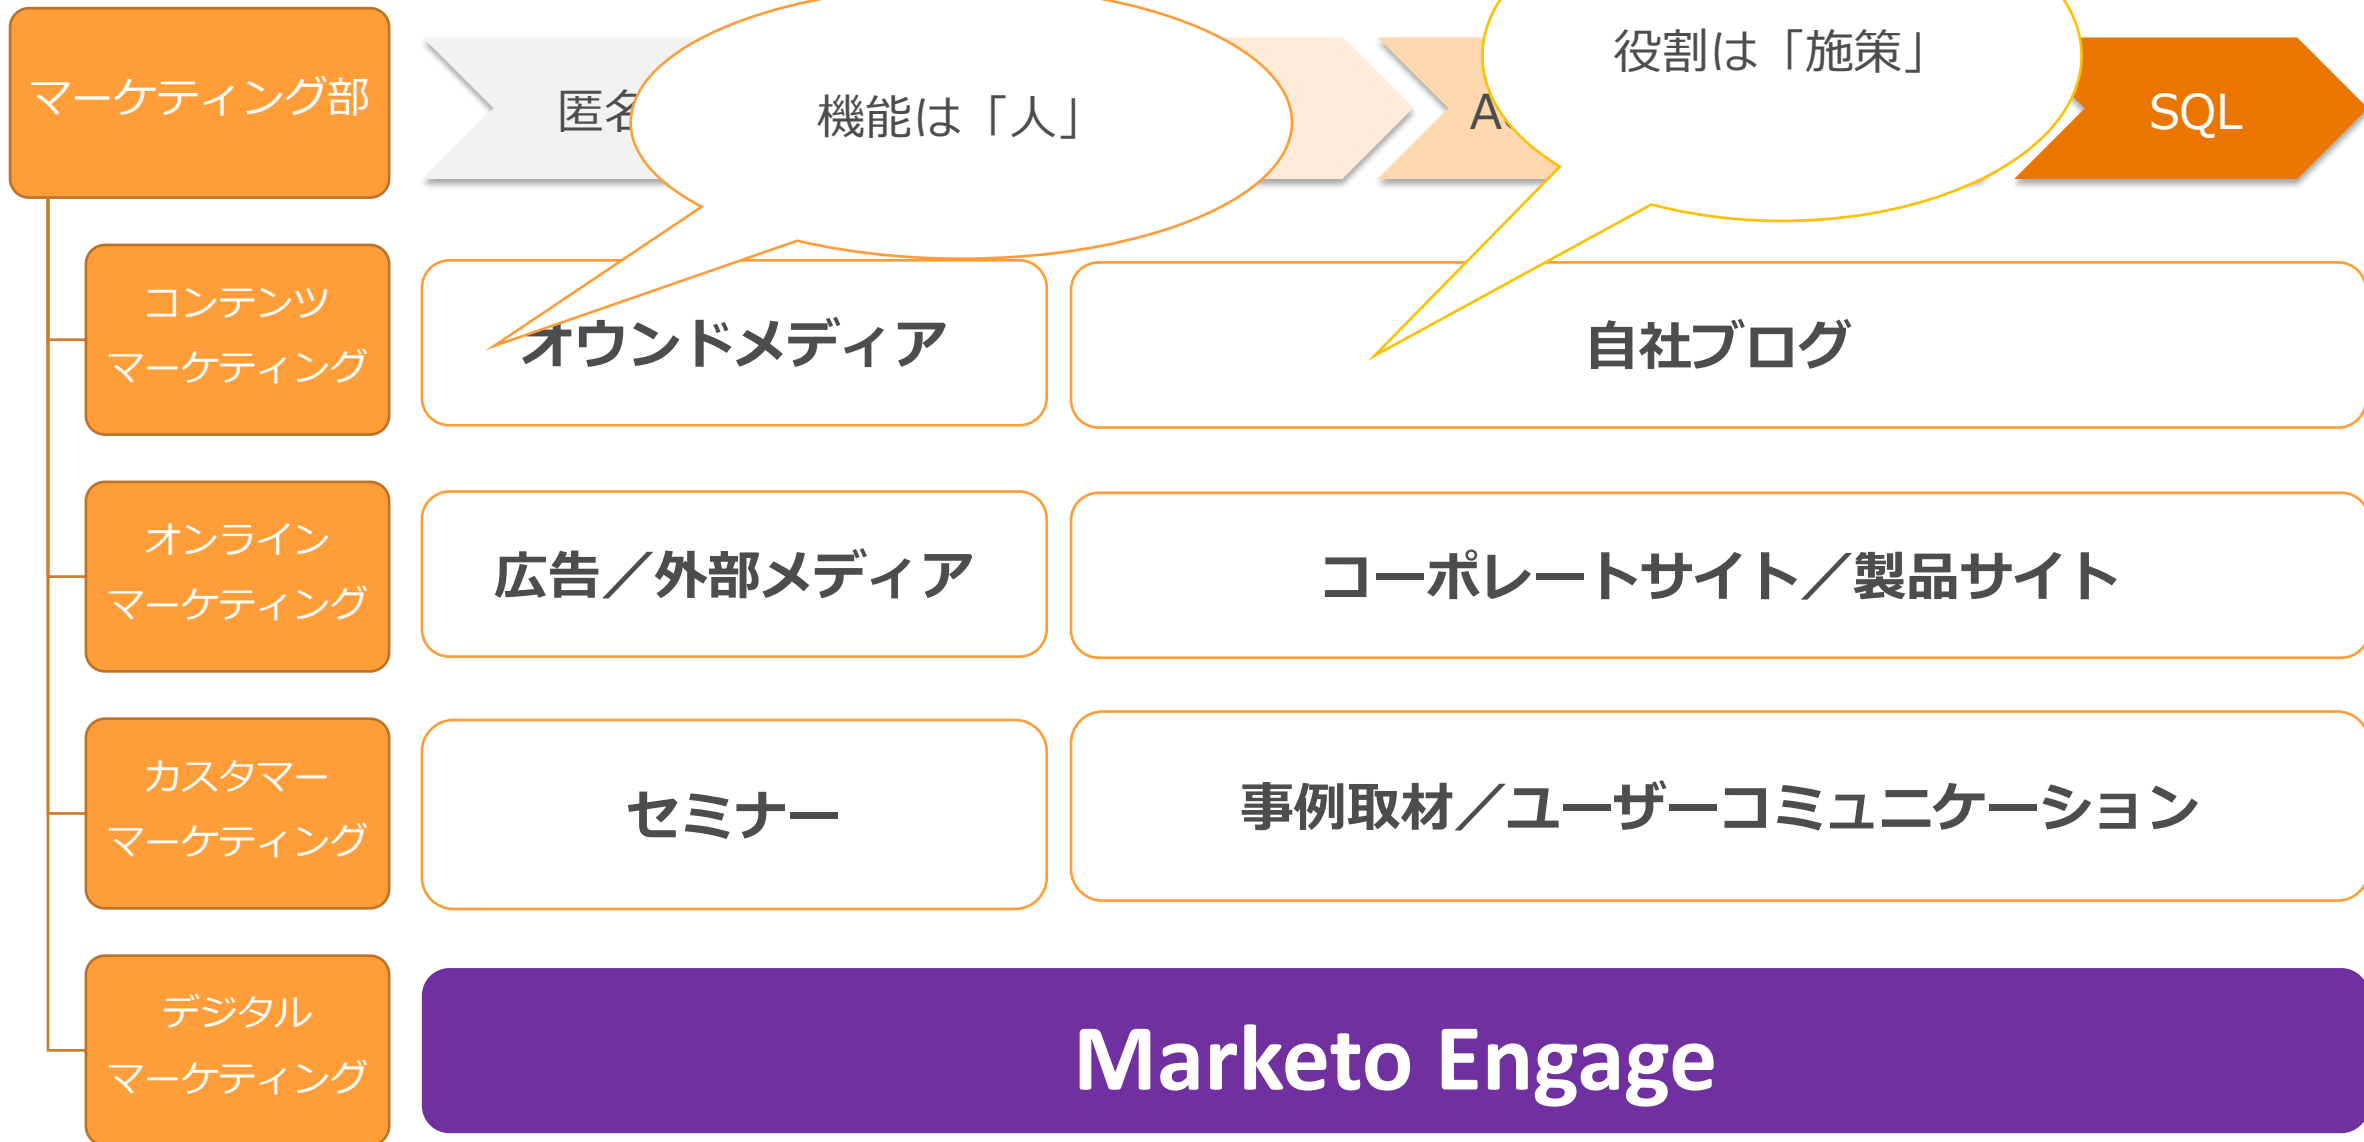 マーケティング部
匿名
機能は「人」
役割は「施策」
SQL
コンテンツ
マーケティング
オウンドメディア
自社ブログ
オンライン
マーケティング
広告／外部メディア
コーポレートサイト／製品サイト
カスタマー
マーケティング
セミナー
事例取材／ユーザーコミュニケーション
デジタル
マーケティング
Marketo Engage